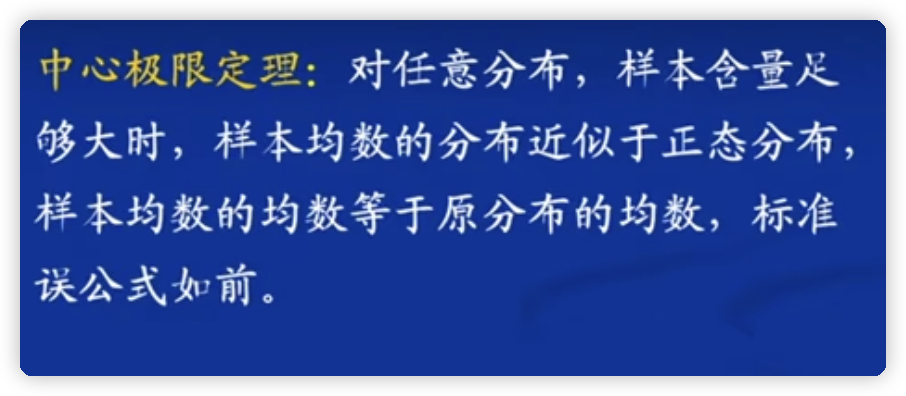 中心极限定理：对任意分布，样本含量足
够大时，样本均数的分布近似于正态分布，
样本均数的均数等于原分布的均数，标准
误公式如前。